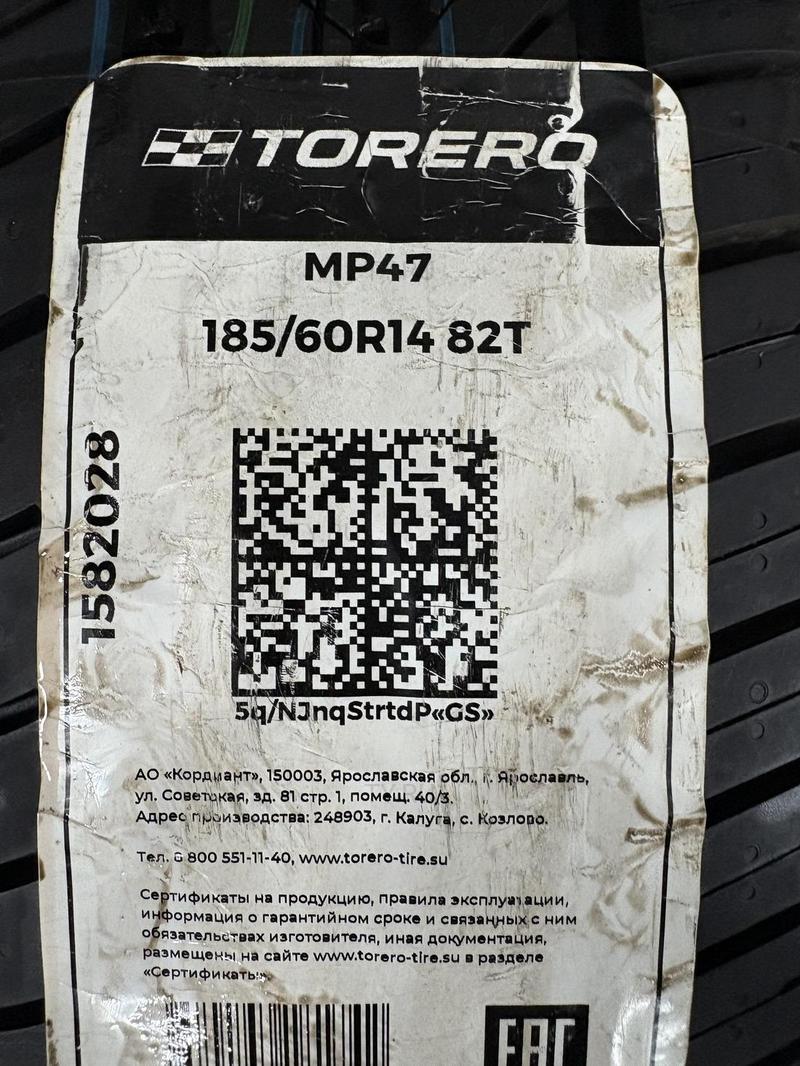 TORERO
MP47
185/60R14 82T
1582028
5q/NJnqStrtdP«GS»
АО «Кордиант», 150003, Ярославская обл., г. Ярославль,
ул. Советская, зд. 81 стр. 1, помещ. 40/3.
Адрес производства: 248903, г. Калуга, с. Козлово.
Тел. 8 800 551-11-40, www.torero-tire.su
Сертификаты на продукцию, правила эксплуатации,
информация о гарантийном сроке и связанных с ним
обязательствах изготовителя, иная документация,
размещены на сайте www.torero-tire.su в разделе
«Сертификаты».
EAC